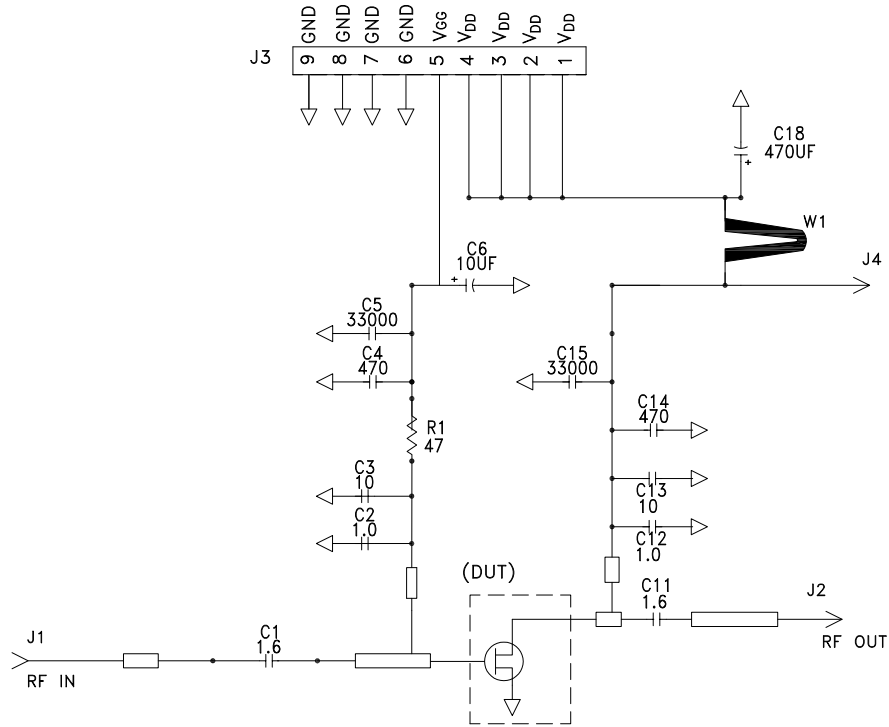 GND
GND
GND
GND
VGG
VDD
VDD
VDD
VDD
J3
9
8
7
6
5
4
3
2
1
C18
470UF
+
W1
C6
10UF
+
J4
C5
33000
C4
470
C15
33000
C14
470
R1
47
C3
10
C13
10
C2
1.0
C12
1.0
(DUT)
C11
1.6
J2
RF OUT
J1
C1
1.6
RF IN